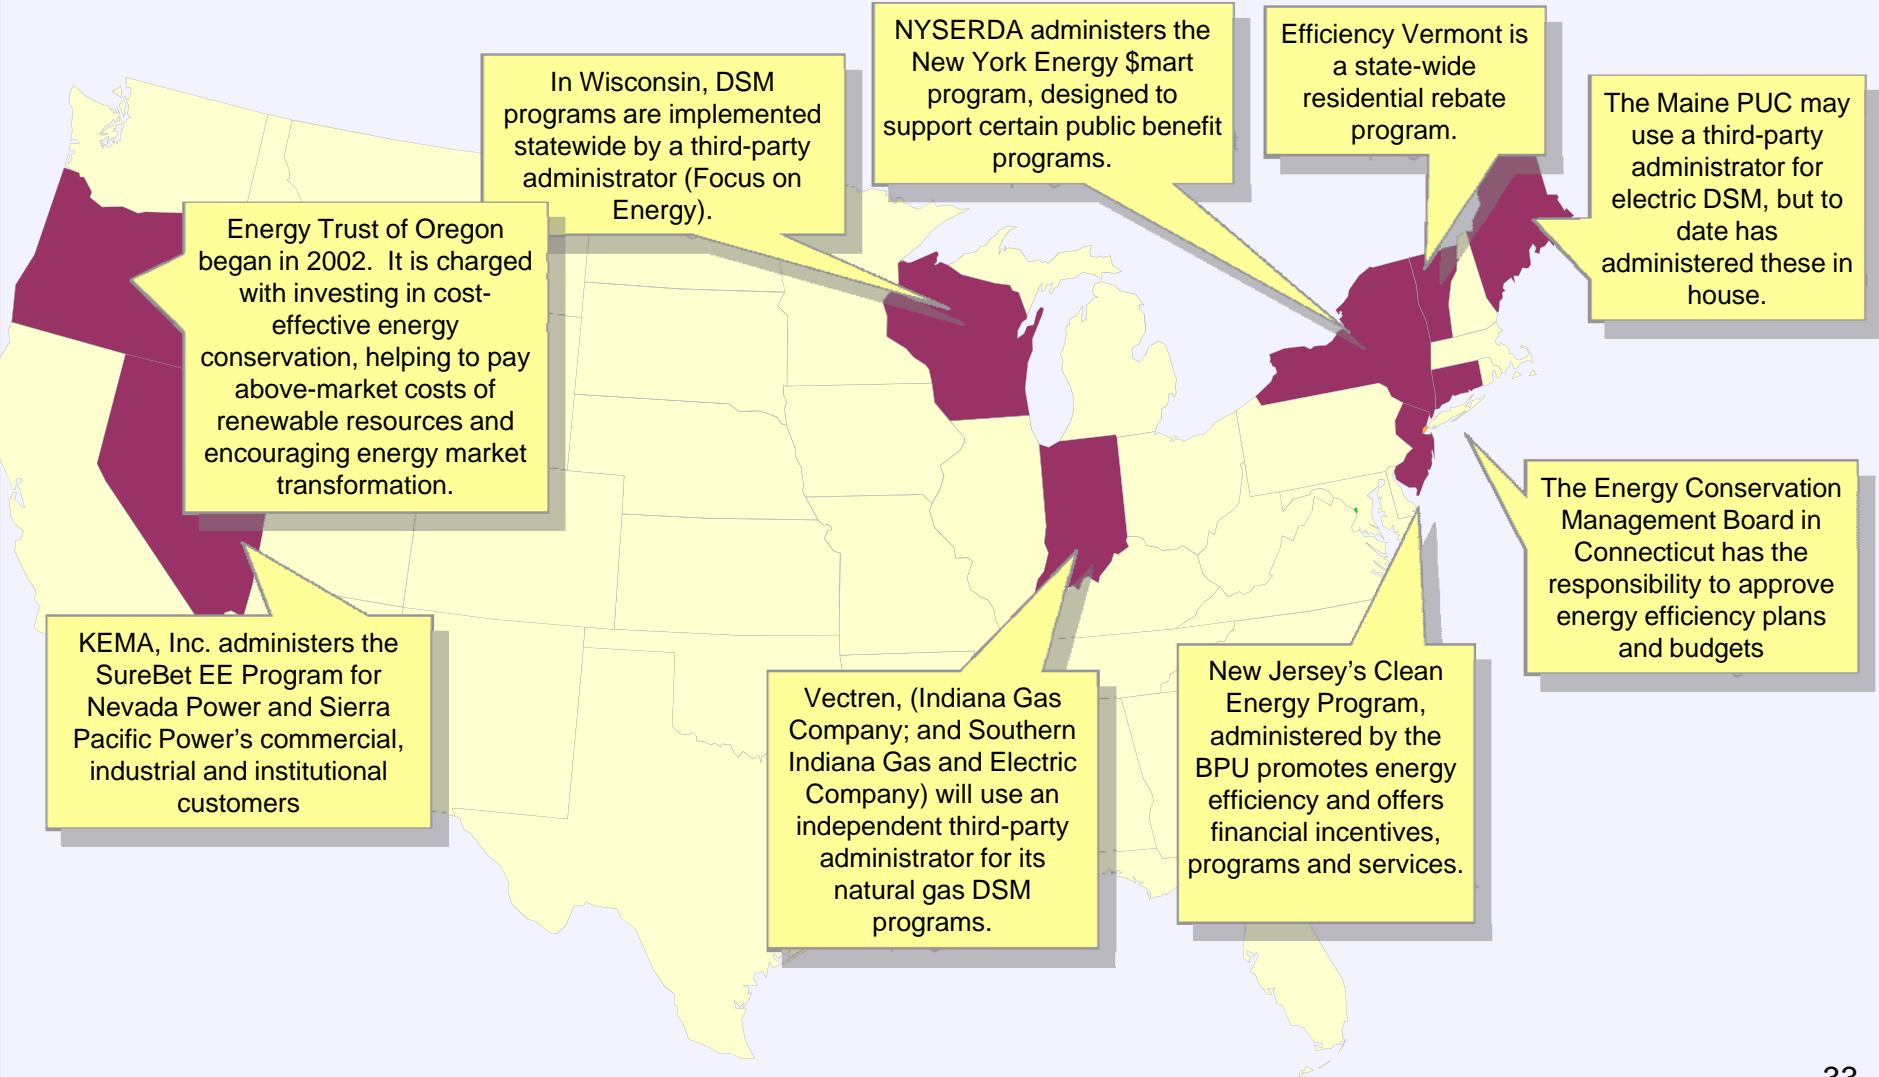 In Wisconsin, DSM
programs are implemented
statewide by a third-party
administrator (Focus on
Energy).
NYSERDA administers the
New York Energy $mart
program, designed to
support certain public benefit
programs.
Efficiency Vermont is
a state-wide
residential rebate
program.
The Maine PUC may
use a third-party
administrator for
electric DSM, but to
date has
administered these in
house.
Energy Trust of Oregon
began in 2002.  It is charged
with investing in cost-
effective energy
conservation, helping to pay
above-market costs of
renewable resources and
encouraging energy market
transformation.
The Energy Conservation
Management Board in
Connecticut has the
responsibility to approve
energy efficiency plans
and budgets
KEMA, Inc. administers the
SureBet EE Program for
Nevada Power and Sierra
Pacific Power’s commercial,
industrial and institutional
customers
Vectren, (Indiana Gas
Company; and Southern
Indiana Gas and Electric
Company) will use an
independent third-party
administrator for its
natural gas DSM
programs.
New Jersey’s Clean
Energy Program,
administered by the
BPU promotes energy
efficiency and offers
financial incentives,
programs and services.
33